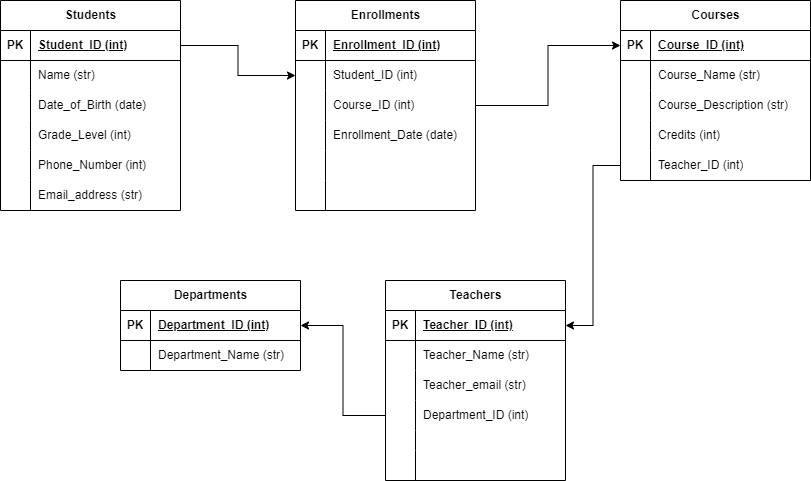 Students
PK Student_ID (int)
Name (str)
Date_of_Birth (date)
Grade_Level (int)
Phone_Number (int)
Email_address (str)
Enrollments
PK Enrollment_ID (int)
Student_ID (int)
Course_ID (int)
Enrollment_Date (date)
Courses
PK Course_ID (int)
Course_Name (str)
Course_Description (str)
Credits (int)
Teacher_ID (int)
Departments
PK Department_ID (int)
Department_Name (str)
Teachers
PK Teacher_ID (int)
Teacher_Name (str)
Teacher_email (str)
Department_ID (int)